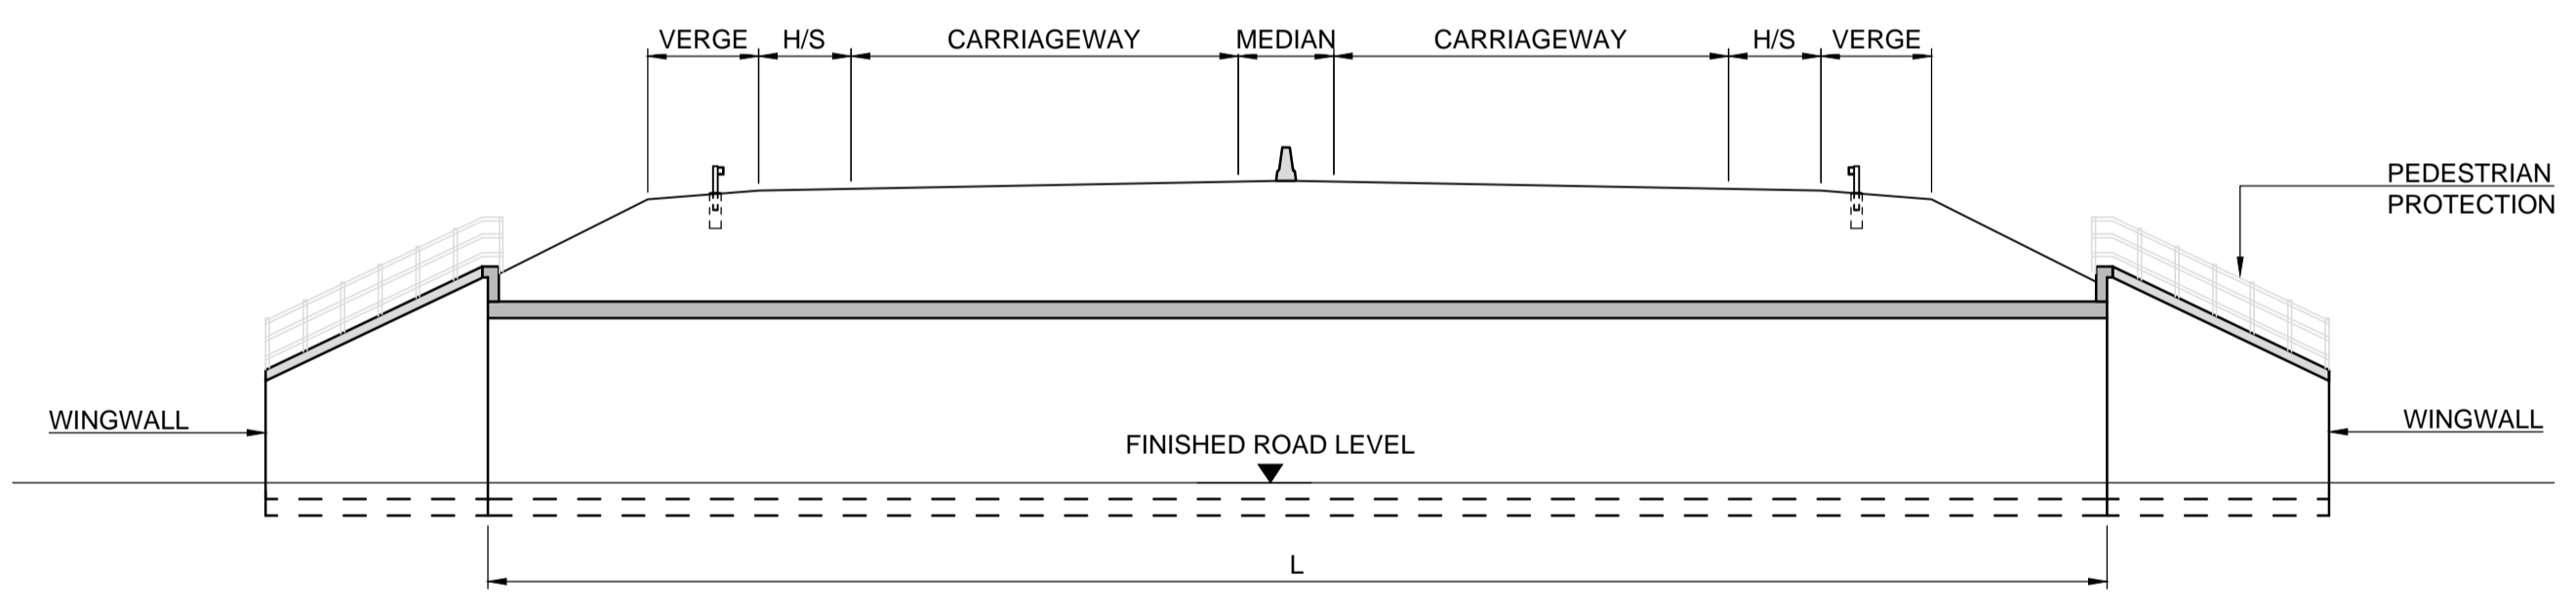 VERGE H/S CARRIAGEWAY MEDIAN CARRIAGEWAY H/S VERGE
PEDESTRIAN
PROTECTION
WINGWALL
WINGWALL
FINISHED ROAD LEVEL
L